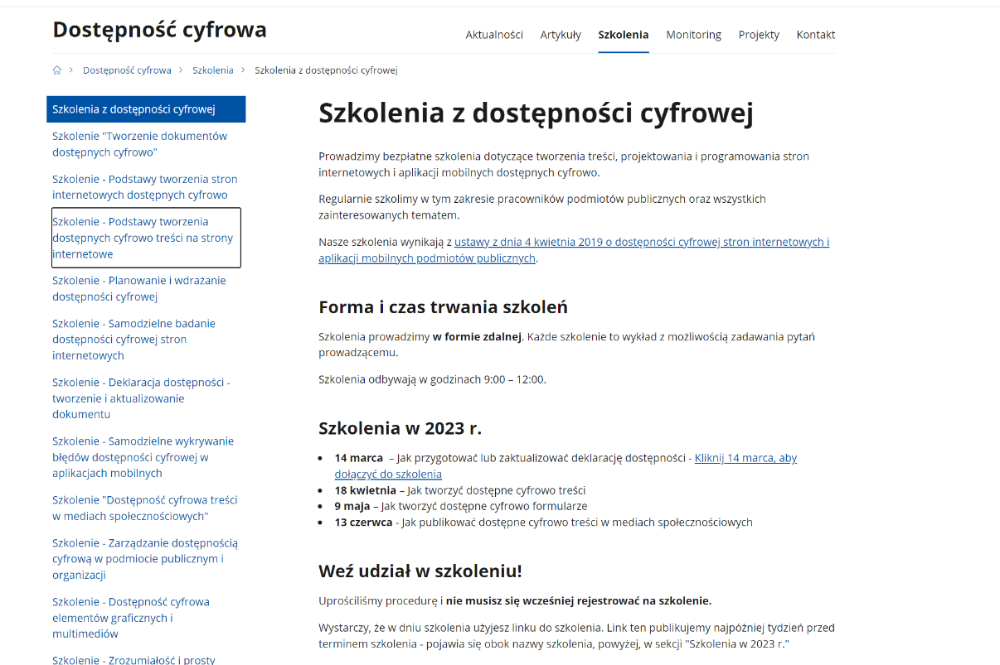 Dostępność cyfrowa
Aktualności Artykuły Szkolenia Monitoring Projekty Kontakt
Dostępność cyfrowa > Szkolenia > Szkolenia z dostępności cyfrowej
Szkolenia z dostępności cyfrowej
Szkolenie "Tworzenie dokumentów
dostępnych cyfrowo"
Szkolenie - Podstawy tworzenia stron
internetowych dostępnych cyfrowo
Szkolenie - Podstawy tworzenia
dostępnych cyfrowo treści na strony
internetowe
Szkolenie - Planowanie i wdrażanie
dostępności cyfrowej
Szkolenie - Samodzielne badanie
dostępności cyfrowej stron
internetowych
Szkolenie - Deklaracja dostępności -
tworzenie i aktualizowanie
dokumentu
Szkolenie - Samodzielne wykrywanie
błędów dostępności cyfrowej w
aplikacjach mobilnych
Szkolenie "Dostępność cyfrowa treści
w mediach społecznościowych"
Szkolenie - Zarządzanie dostępnością
cyfrową w podmiocie publicznym i
organizacji
Szkolenie - Dostępność cyfrowa
elementów graficznych i
multimediów
Szkolenie - Zrozumiałość i prosty
Szkolenia z dostępności cyfrowej
Prowadzimy bezpłatne szkolenia dotyczące tworzenia treści, projektowania i programowania stron
internetowych i aplikacji mobilnych dostępnych cyfrowo.
Regularnie szkolimy w tym zakresie pracowników podmiotów publicznych oraz wszystkich
zainteresowanych tematem.
Nasze szkolenia wynikają z ustawy z dnia 4 kwietnia 2019 o dostępności cyfrowej stron internetowych i
aplikacji mobilnych podmiotów publicznych.
Forma i czas trwania szkoleń
Szkolenia prowadzimy w formie zdalnej. Każde szkolenie to wykład z możliwością zadawania pytań
prowadzącemu.
Szkolenia odbywają w godzinach 9:00 – 12:00.
Szkolenia w 2023 r.
• 14 marca – Jak przygotować lub zaktualizować deklarację dostępności - Kliknij 14 marca, aby
dołączyć do szkolenia
• 18 kwietnia – Jak tworzyć dostępne cyfrowo treści
• 9 maja – Jak tworzyć dostępne cyfrowo formularze
• 13 czerwca - Jak publikować dostępne cyfrowo treści w mediach społecznościowych
Weź udział w szkoleniu!
Uprościliśmy procedurę i nie musisz się wcześniej rejestrować na szkolenie.
Wystarczy, że w dniu szkolenia użyjesz linku do szkolenia. Link ten publikujemy najpóźniej tydzień przed
terminem szkolenia - pojawia się obok nazwy szkolenia, powyżej, w sekcji "Szkolenia w 2023 r."